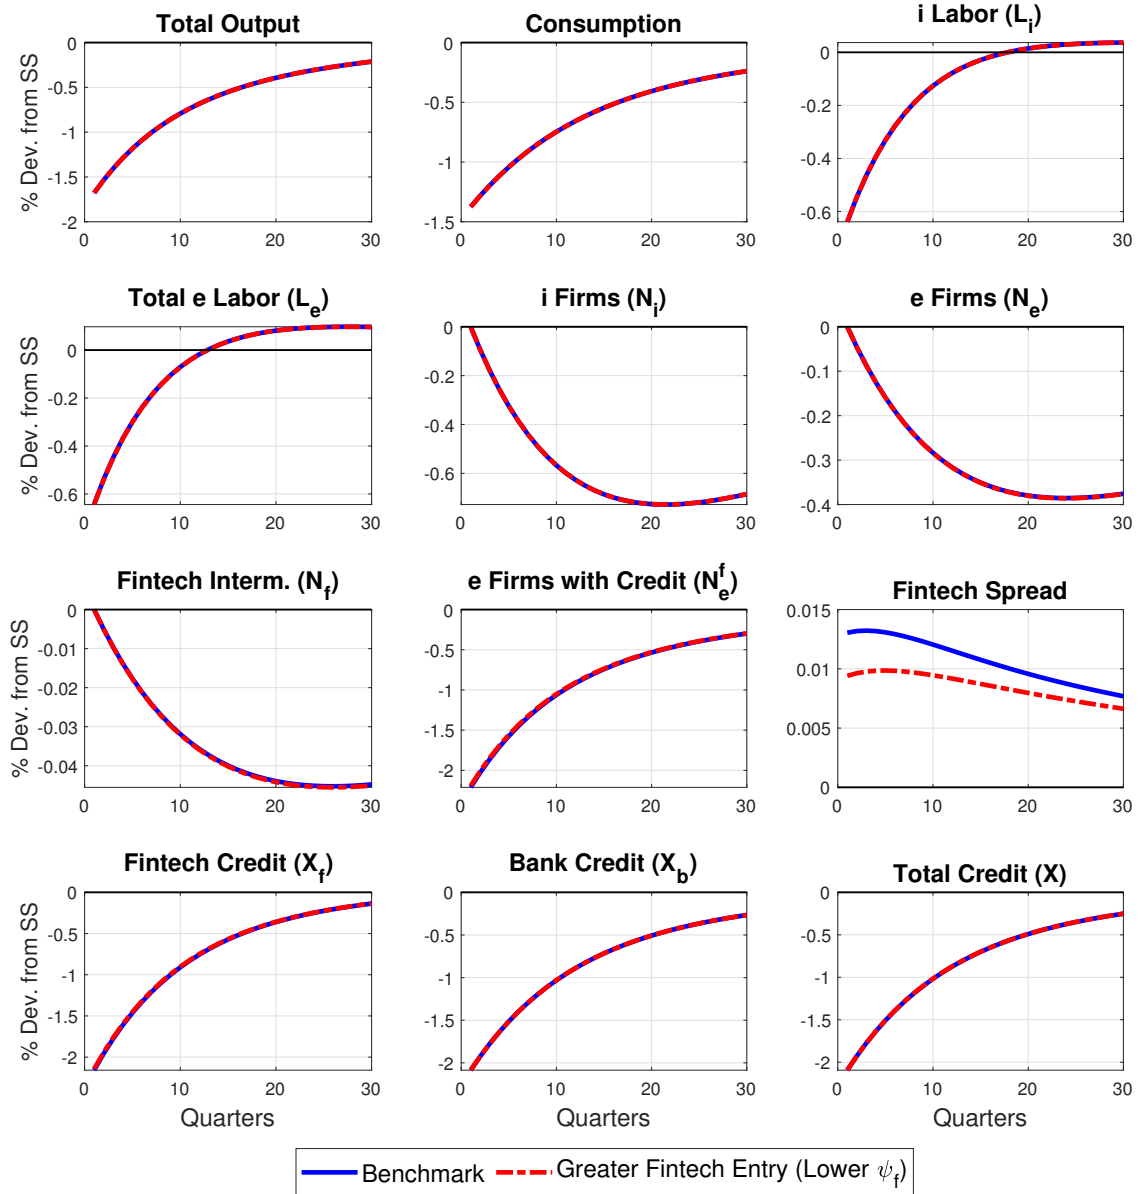 Total Output
Consumption
i Labor (L_i)
% Dev. from SS
0
-0.5
-1
-1.5
-2
0 10 20 30
0
-0.5
-1
-1.5
0 10 20 30
0
-0.2
-0.4
-0.6
0 10 20 30
Total e Labor (L_e)
i Firms (N_i)
e Firms (N_e)
% Dev. from SS
0
-0.2
-0.4
-0.6
0 10 20 30
0
-0.2
-0.4
-0.6
0 10 20 30
0
-0.1
-0.2
-0.3
-0.4
0 10 20 30
Fintech Interm. (N_f)
e Firms with Credit (N_e^f)
Fintech Spread
% Dev. from SS
0
-0.01
-0.02
-0.03
-0.04
0 10 20 30
0
-0.5
-1
-1.5
-2
0 10 20 30
0.015
0.01
0.005
0
0 10 20 30
Fintech Credit (X_f)
Bank Credit (X_b)
Total Credit (X)
% Dev. from SS
0
-0.5
-1
-1.5
-2
0 10 20 30
Quarters
0
-0.5
-1
-1.5
-2
0 10 20 30
Quarters
0
-0.5
-1
-1.5
-2
0 10 20 30
Quarters
Benchmark
Greater Fintech Entry (Lower ψ_f)